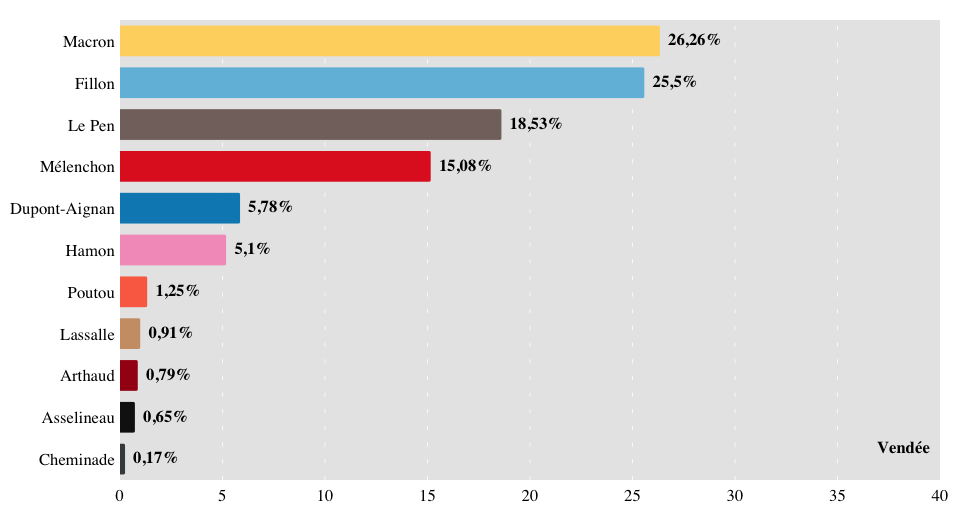 Macron 26,26%
Fillon 25,5%
Le Pen 18,53%
Mélenchon 15,08%
Dupont-Aignan 5,78%
Hamon 5,1%
Poutou 1,25%
Lassalle 0,91%
Arthaud 0,79%
Asselineau 0,65%
Vendée
Cheminade 0,17%
0 5 10 15 20 25 30 35 40